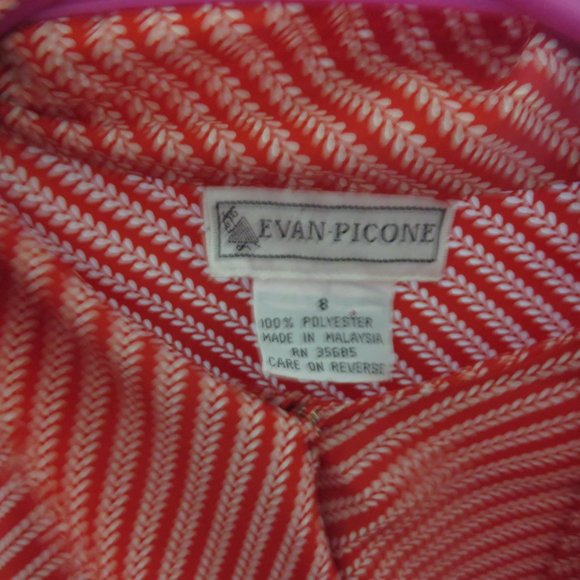 EVAN-PICONE
8
100% POLYESTER
MADE IN MALAYSIA
RN 35685
CARE ON REVERSE